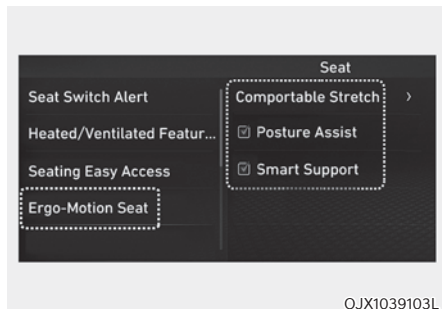 Seat
Seat Switch Alert
Heated/Ventilated Featur...
Seating Easy Access
Ergo-Motion Seat
Comportable Stretch >
Posture Assist
Smart Support
OJX1039103L